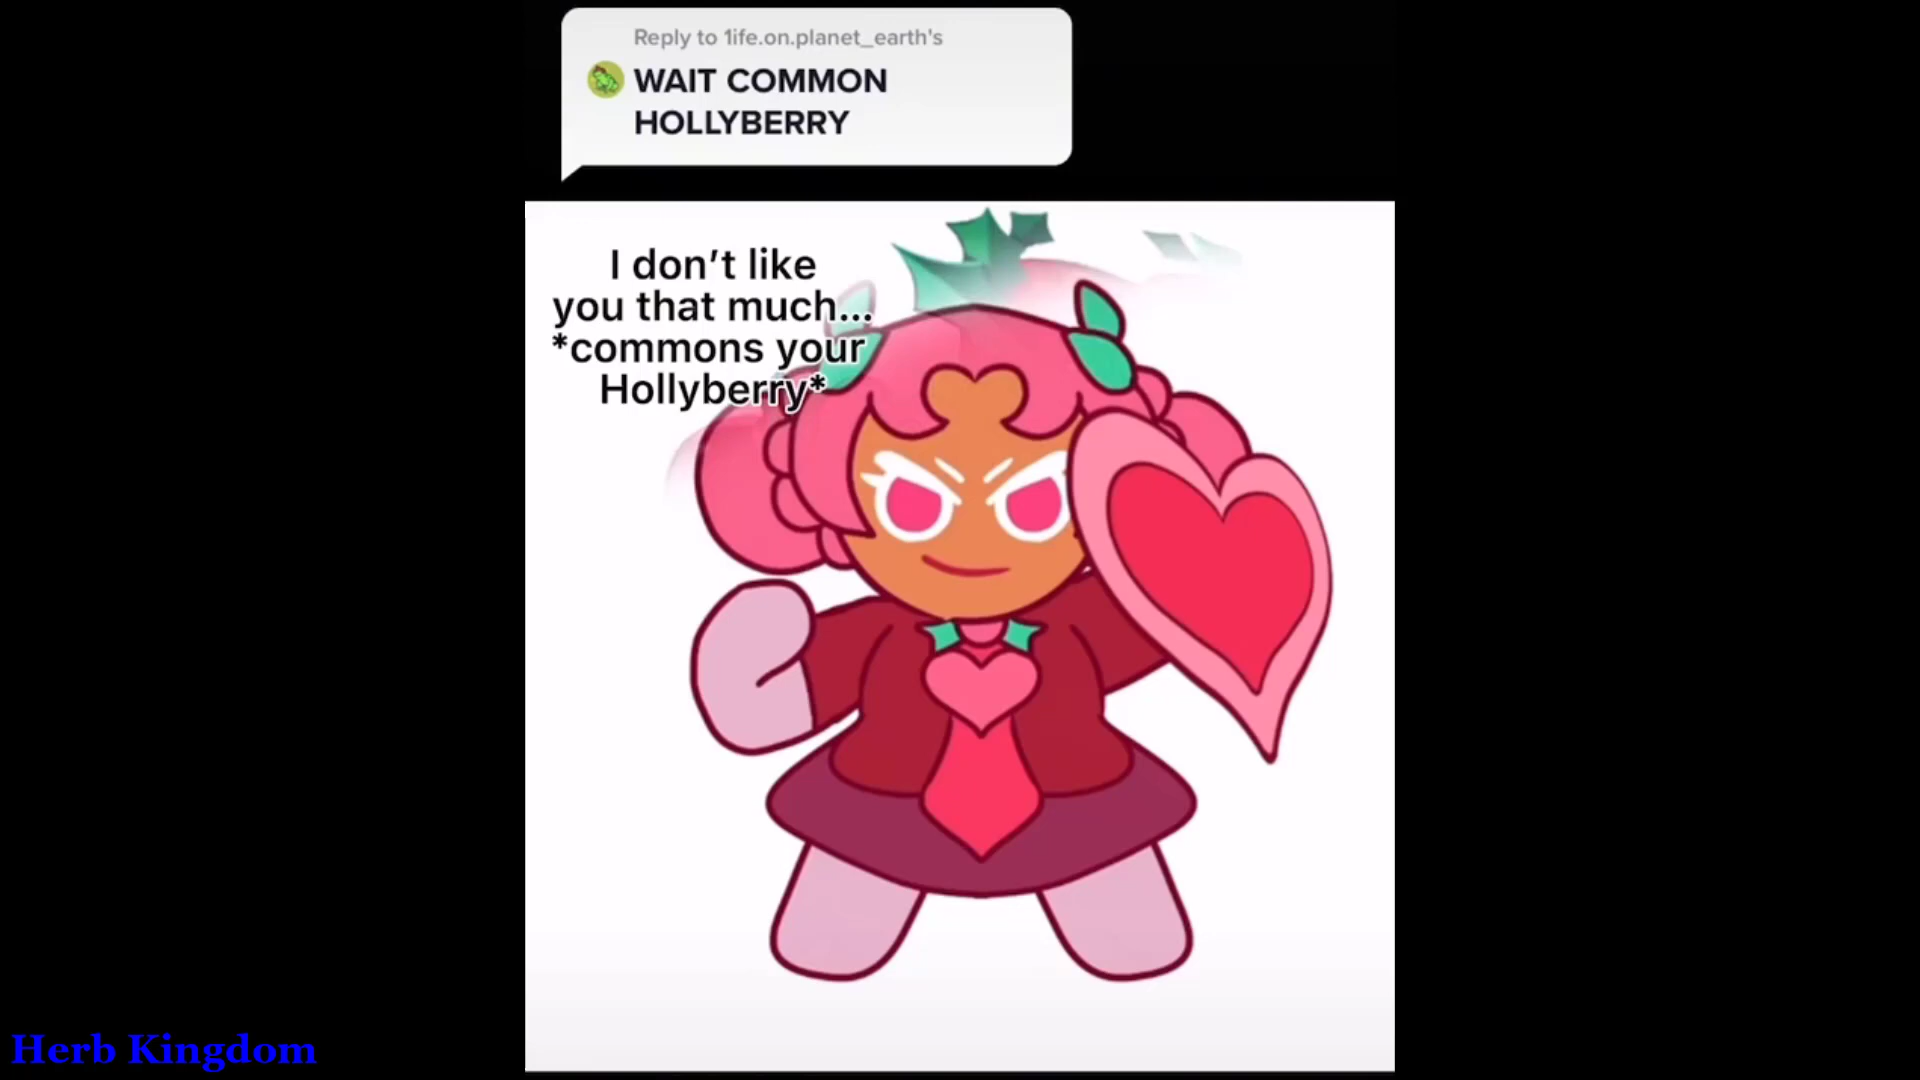 Reply to 1ife.on.planet_earth's
WAIT COMMON
HOLLYBERRY
I don’t like
you that much...
*commons your
Hollyberry*
Herb Kingdom